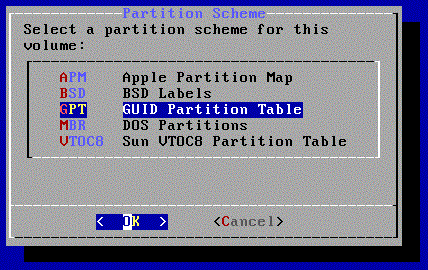 Partition Scheme
Select a partition scheme for this
volume:
APM Apple Partition Map
BSD BSD Labels
GPT GUID Partition Table
MBR DOS Partitions
VTOC8 Sun VTOC8 Partition Table
< OK > <Cancel>